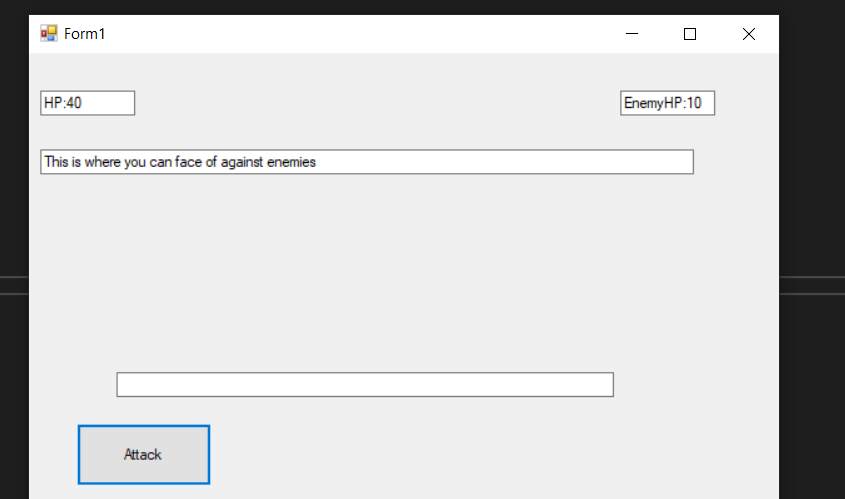 Form1
HP:40
EnemyHP:10
This is where you can face of against enemies
Attack